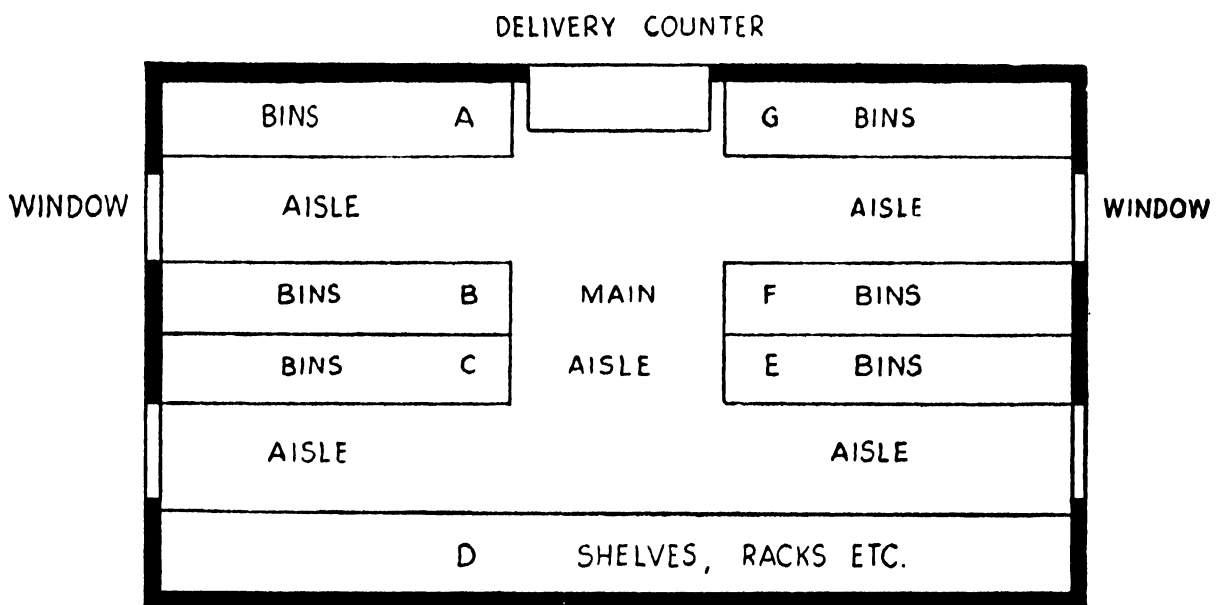 DELIVERY COUNTER
BINS A G BINS
WINDOW AISLE AISLE WINDOW
BINS B MAIN F BINS
BINS C AISLE E BINS
AISLE AISLE
D SHELVES, RACKS ETC.